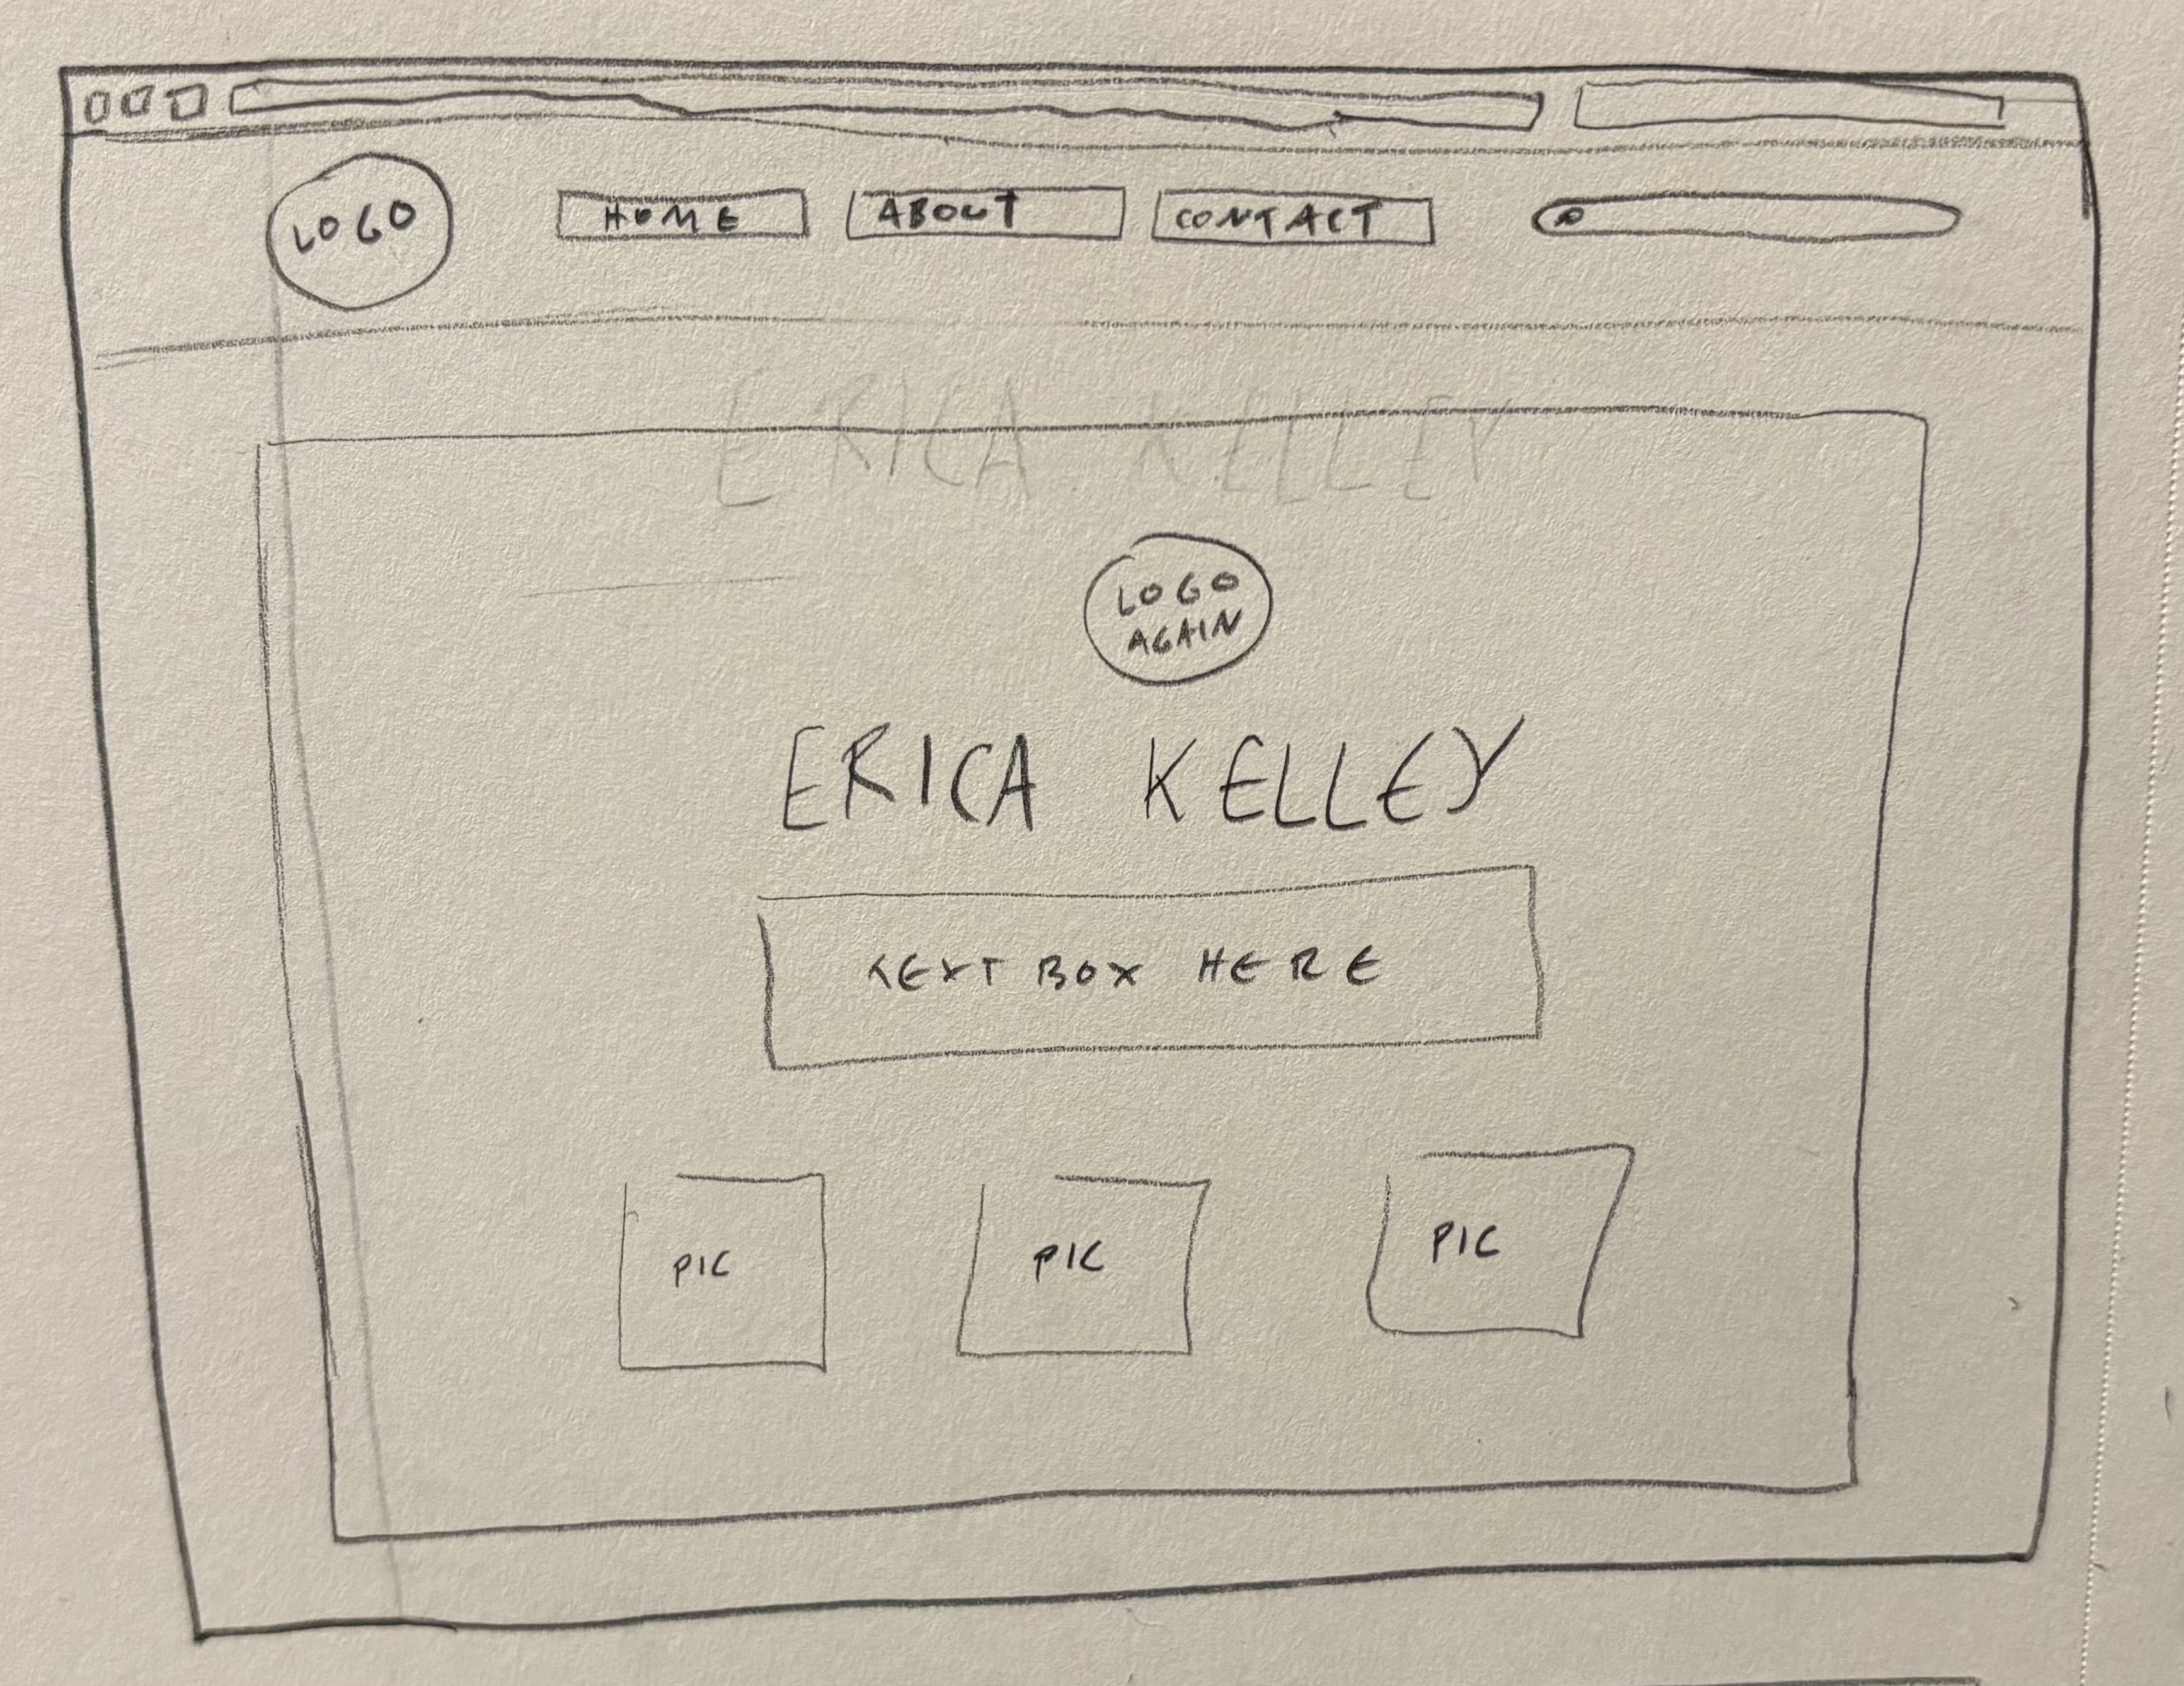 LOGO
HOME
ABOUT
CONTACT
ERICA KELLEY
LOGO
AGAIN
ERICA KELLEY
TEXT BOX HERE
PIC
PIC
PIC